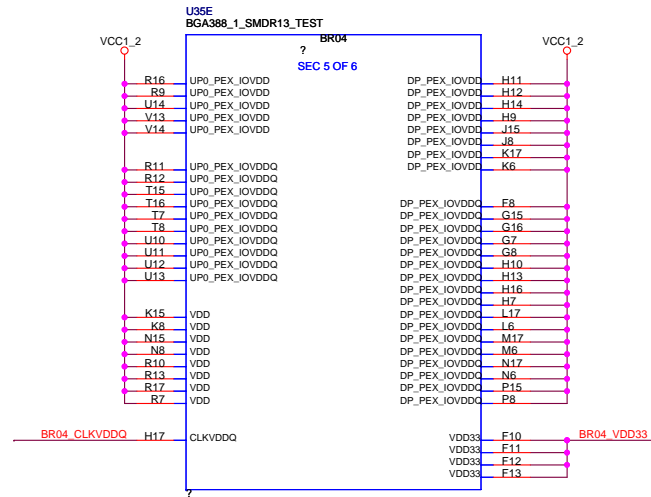 U35E
BGA388_1_SMDR13_TEST
BR04
?
SEC 5 OF 6
VCC1_2 VCC1_2
R16 UP0_PEX_IOVDD DP_PEX_IOVDD H11
R9 UP0_PEX_IOVDD DP_PEX_IOVDD H12
U14 UP0_PEX_IOVDD DP_PEX_IOVDD H14
V13 UP0_PEX_IOVDD DP_PEX_IOVDD H9
V14 UP0_PEX_IOVDD DP_PEX_IOVDD J15
DP_PEX_IOVDD J8
DP_PEX_IOVDD K17
R11 UP0_PEX_IOVDDQ DP_PEX_IOVDD K6
R12 UP0_PEX_IOVDDQ
T15 UP0_PEX_IOVDDQ
T16 UP0_PEX_IOVDDQ DP_PEX_IOVDDQ F8
T7 UP0_PEX_IOVDDQ DP_PEX_IOVDDQ G15
T8 UP0_PEX_IOVDDQ DP_PEX_IOVDDQ G16
U10 UP0_PEX_IOVDDQ DP_PEX_IOVDDQ G7
U11 UP0_PEX_IOVDDQ DP_PEX_IOVDDQ G8
U12 UP0_PEX_IOVDDQ DP_PEX_IOVDDQ H10
U13 UP0_PEX_IOVDDQ DP_PEX_IOVDDQ H13
DP_PEX_IOVDDQ H16
DP_PEX_IOVDDQ H7
K15 VDD DP_PEX_IOVDDQ L17
K8 VDD DP_PEX_IOVDDQ L6
N15 VDD DP_PEX_IOVDDQ M17
N8 VDD DP_PEX_IOVDDQ M6
R10 VDD DP_PEX_IOVDDQ N17
R13 VDD DP_PEX_IOVDDQ N6
R17 VDD DP_PEX_IOVDDQ P15
R7 VDD DP_PEX_IOVDDQ P8
BR04_CLKVDDQ H17 CLKVDDQ VDD33 F10 BR04_VDD33
VDD33 F11
VDD33 F12
VDD33 F13
?